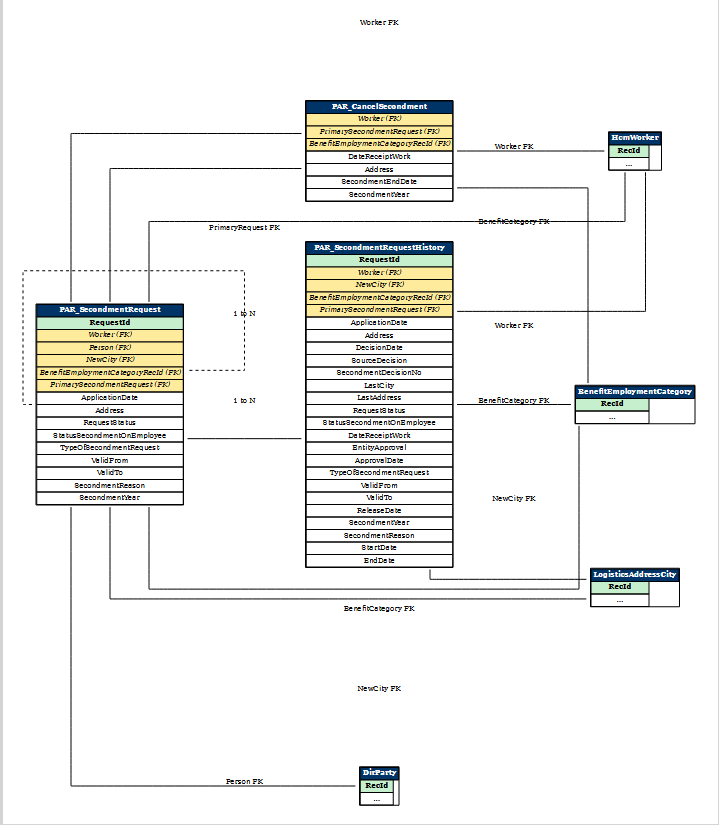 Worker FK
PAR_CancelSecondment
Worker (FK)
PrimarySecondmentRequest (FK)
BenefitEmploymentCategoryRecId (FK)
DateReceiptWork
Address
SecondmentEndDate
SecondmentYear
Worker FK
HcmWorker
RecId
...
PrimaryRequest FK
BenefitCategory FK
PAR_SecondmentRequestHistory
RequestId
Worker (FK)
NewCity (FK)
BenefitEmploymentCategoryRecId (FK)
PrimarySecondmentRequest (FK)
ApplicationDate
Address
DecisionDate
SourceDecision
SecondmentDecisionNo
LastCity
LastAddress
RequestStatus
StatusSecondmentOnEmployee
DateReceiptWork
EntityApproval
ApprovalDate
TypeOfSecondmentRequest
ValidFrom
ValidTo
ReleaseDate
SecondmentYear
SecondmentReason
StartDate
EndDate
PAR_SecondmentRequest
RequestId
Worker (FK)
Person (FK)
NewCity (FK)
BenefitEmploymentCategoryRecId (FK)
PrimarySecondmentRequest (FK)
ApplicationDate
Address
RequestStatus
StatusSecondmentOnEmployee
TypeOfSecondmentRequest
ValidFrom
ValidTo
SecondmentReason
SecondmentYear
1 to N
1 to N
Worker FK
BenefitCategory FK
BenefitEmploymentCategory
RecId
...
NewCity FK
LogisticsAddressCity
RecId
...
BenefitCategory FK
NewCity FK
Person FK
DirParty
RecId
...